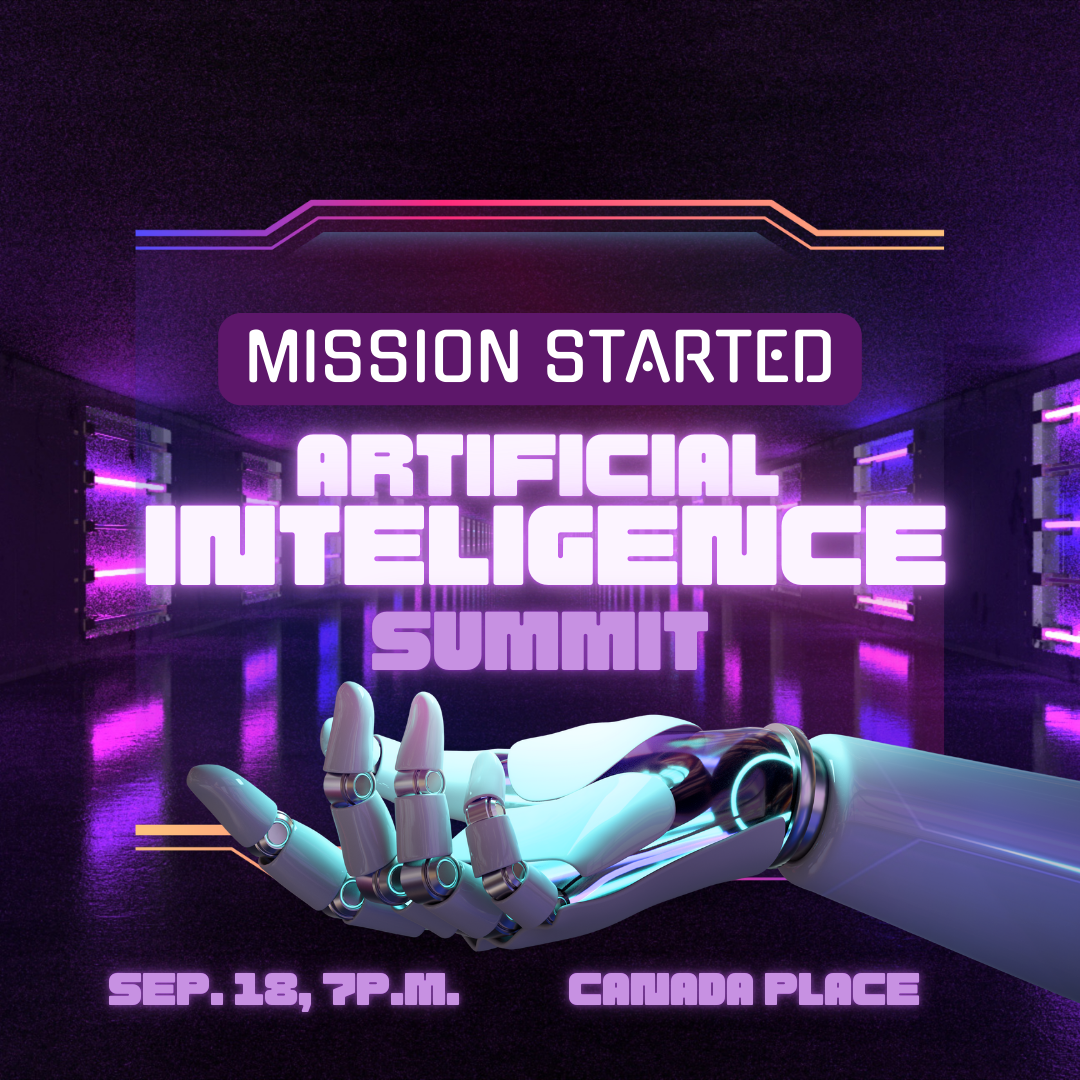 MISSION STARTED
ARTIFICIAL
INTELIGENCE
SUMMIT
SEP. 18, 7P.M.
CANADA PLACE